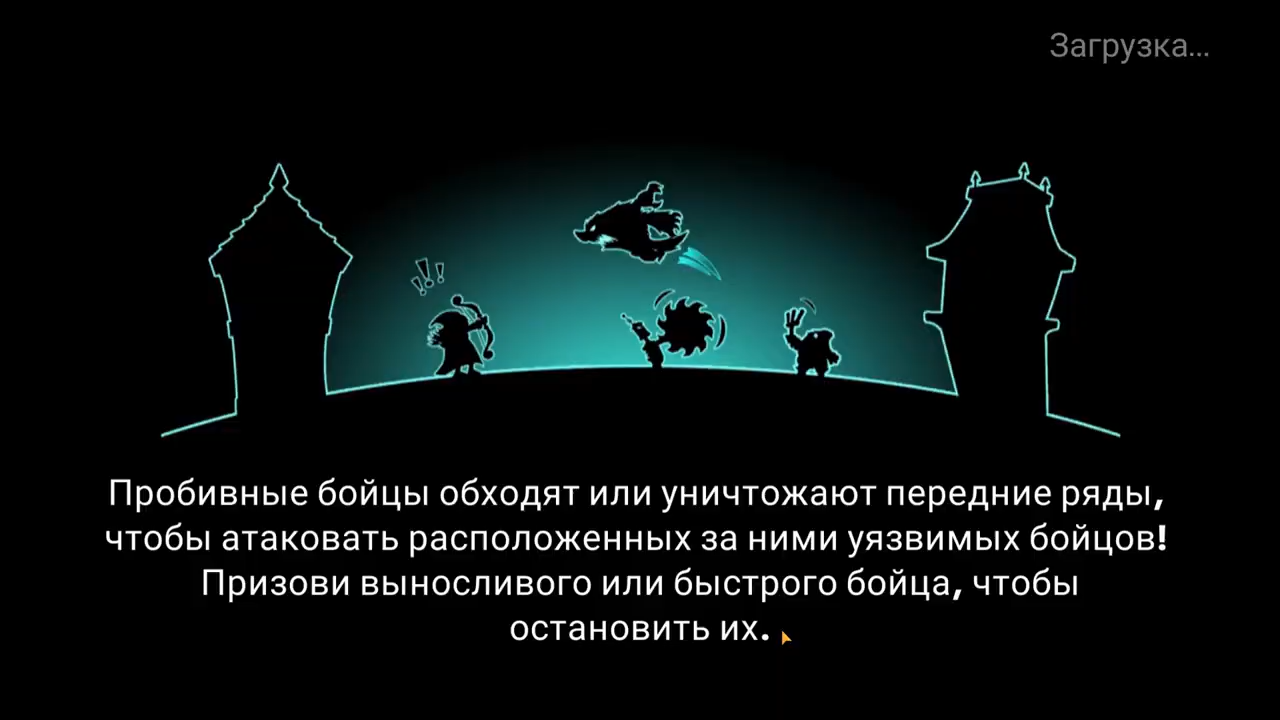 Загрузка...
!!!
Пробивные бойцы обходят или уничтожают передние ряды,
чтобы атаковать расположенных за ними уязвимых бойцов!
Призови выносливого или быстрого бойца, чтобы
остановить их.